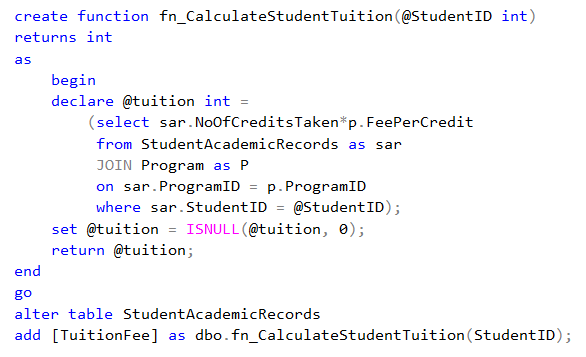 create function fn_CalculateStudentTuition(@StudentID int)
returns int
as
begin
declare @tuition int =
(select sar.NoOfCreditsTaken*p.FeePerCredit
from StudentAcademicRecords as sar
JOIN Program as P
on sar.ProgramID = p.ProgramID
where sar.StudentID = @StudentID);
set @tuition = ISNULL(@tuition, 0);
return @tuition;
end
go
alter table StudentAcademicRecords
add [TuitionFee] as dbo.fn_CalculateStudentTuition(StudentID);